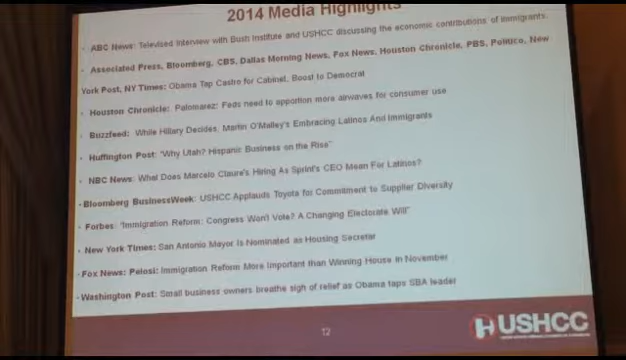 2014 Media Highlights
· ABC News: Televised Interview with Bush Institute and USHCC discussing the economic contributions of immigrants.
· Associated Press, Bloomberg, CBS, Dallas Morning News, Fox News, Houston Chronicle, PBS, Politico, New
York Post, NY Times: Obama Tap Castro for Cabinet, Boost to Democrat
· Houston Chronicle: Palomarez: Feds need to apportion more airwaves for consumer use
· Buzzfeed: While Hillary Decides, Martin O'Malley's Embracing Latinos And Immigrants
· Huffington Post: "Why Utah? Hispanic Business on the Rise"
· NBC News: What Does Marcelo Claure's Hiring As Sprint's CEO Mean For Latinos?
· Bloomberg BusinessWeek: USHCC Applauds Toyota for Commitment to Supplier Diversity
· Forbes: "Immigration Reform: Congress Won't Vote? A Changing Electorate Will"
· New York Times: San Antonio Mayor Is Nominated as Housing Secretar
· Fox News: Pelosi: Immigration Reform More Important than Winning House in November
· Washington Post: Small business owners breathe sigh of relief as Obama taps SBA leader
12
USHCC